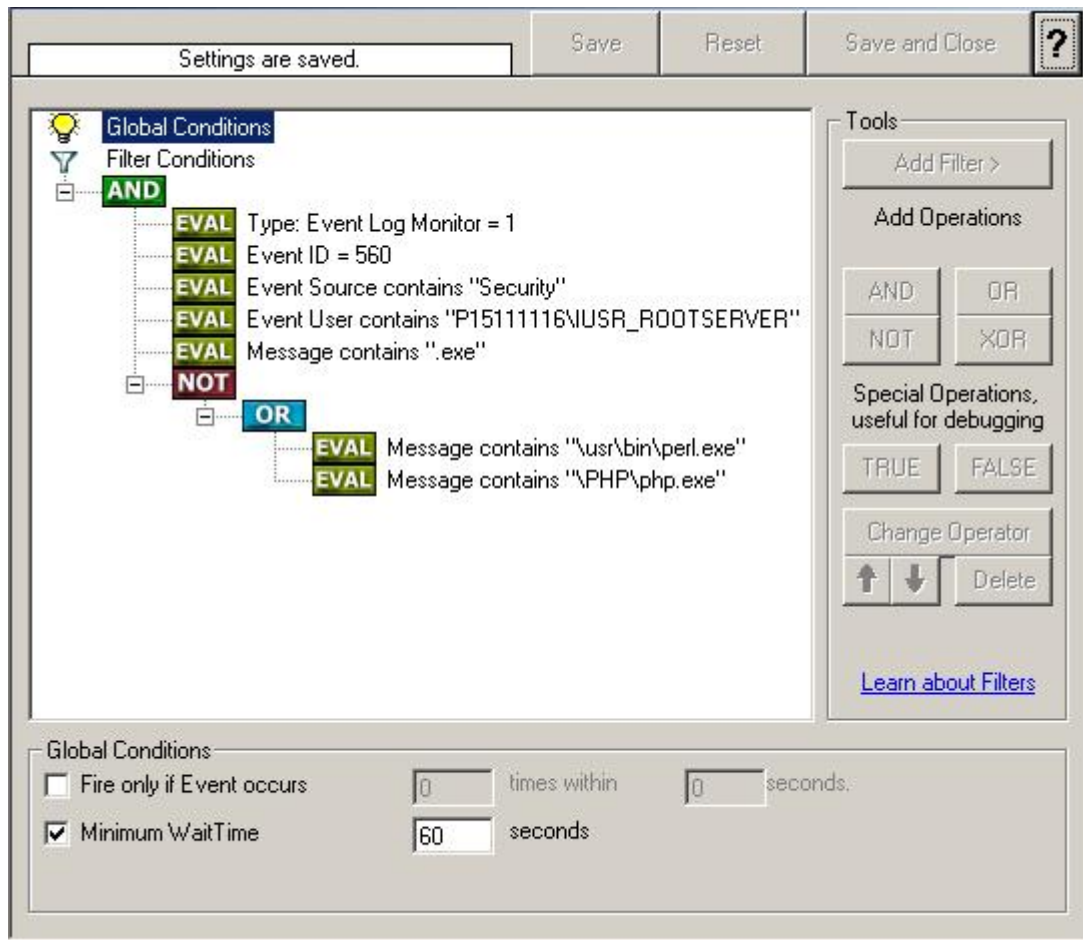 Settings are saved.
Save
Reset
Save and Close
?
Global Conditions
Filter Conditions
AND
EVAL Type: Event Log Monitor = 1
EVAL Event ID = 560
EVAL Event Source contains "Security"
EVAL Event User contains "P15111116\IUSR_ROOTSERVER"
EVAL Message contains ".exe"
NOT
OR
EVAL Message contains "\usr\bin\perl.exe"
EVAL Message contains "\PHP\php.exe"
Tools
Add Filter >
Add Operations
AND
OR
NOT
XOR
Special Operations,
useful for debugging
TRUE
FALSE
Change Operator
Delete
Learn about Filters
Global Conditions
Fire only if Event occurs 0 times within 0 seconds.
Minimum WaitTime 60 seconds